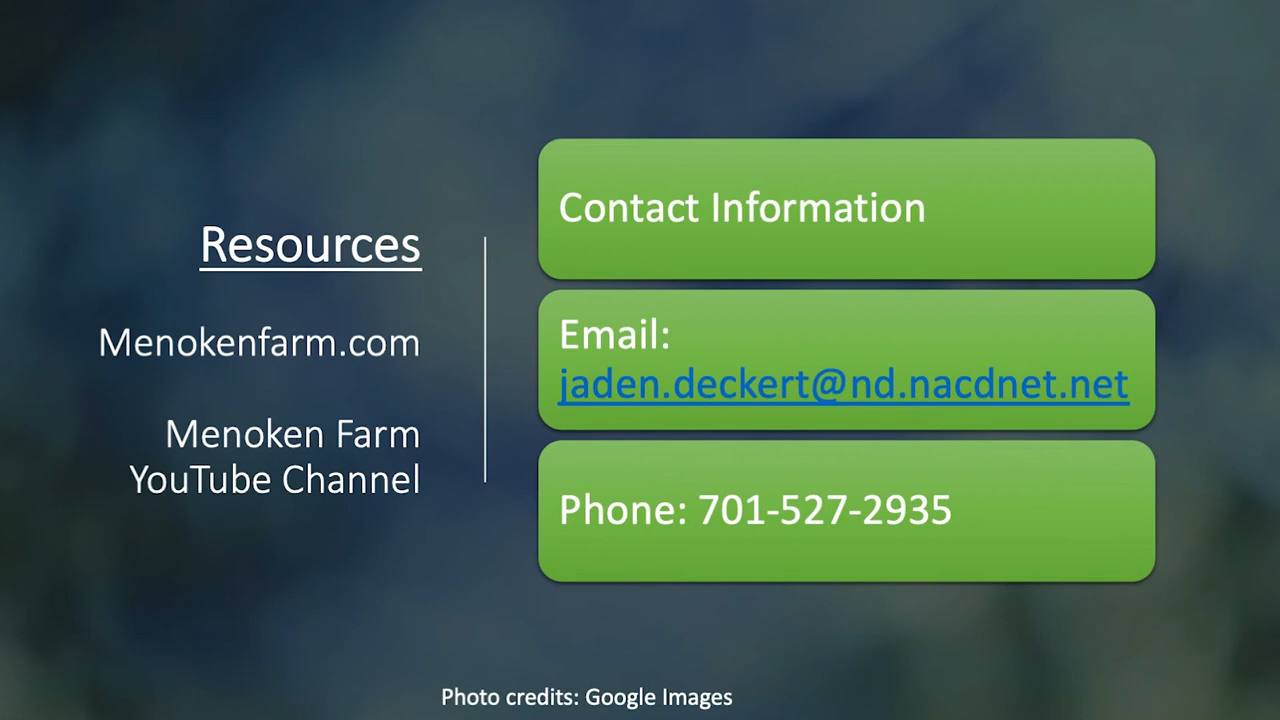 Resources
Menokenfarm.com
Menoken Farm
YouTube Channel
Contact Information
Email:
jaden.deckert@nd.nacdnet.net
Phone: 701-527-2935
Photo credits: Google Images